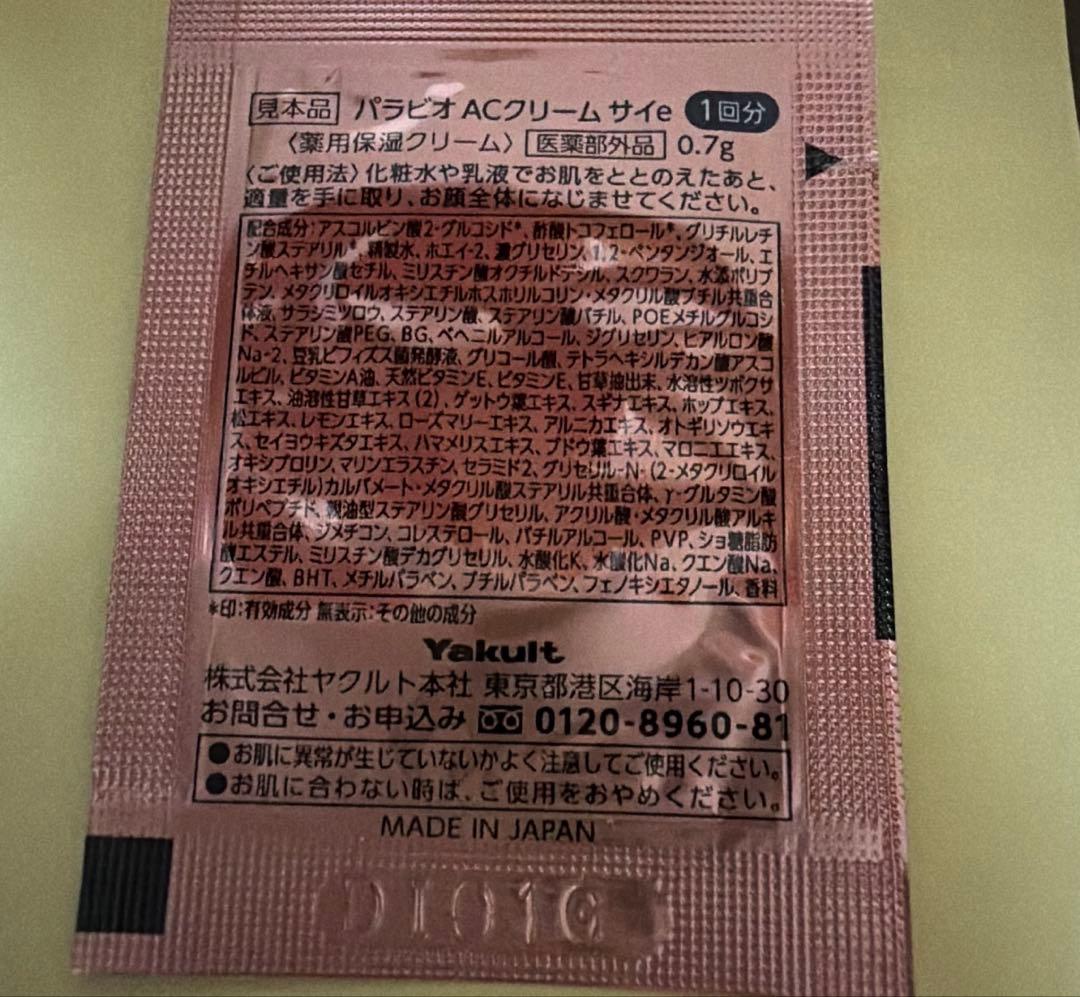 見本品 パラビオ ACクリーム サイe 1回分
〈薬用保湿クリーム〉 医薬部外品 0.7g
〈ご使用法〉化粧水や乳液でお肌をととのえたあと、
適量を手に取り、お顔全体になじませてください。
配合成分：アスコルビン酸2-グルコシド*、酢酸トコフェロール*、グリチルレチ
ン酸ステアリル*、精製水、ホエイ-2、濃グリセリン、1,2-ペンタンジオール、エ
チルヘキサン酸セチル、ミリスチン酸オクチルドデシル、スクワラン、水添ポリブ
テン、メタクリロイルオキシエチルホスホリルコリン・メタクリル酸ブチル共重合
体液、サラシミツロウ、ステアリン酸、ステアリン酸バチル、POEメチルグルコシ
ド、ステアリン酸PEG、BG、ベヘニルアルコール、ジグリセリン、ヒアルロン酸
Na-2、豆乳ビフィズス菌発酵液、グリコール酸、テトラヘキシルデカン酸アスコ
ルビル、ビタミンA油、天然ビタミンE、ビタミンE、甘草抽出末、水溶性ツボクサ
エキス、油溶性甘草エキス（2）、ゲットウ葉エキス、スギナエキス、ホップエキス、
松エキス、レモンエキス、ローズマリーエキス、アルニカエキス、オトギリソウエキ
ス、セイヨウキズタエキス、ハマメリスエキス、ブドウ葉エキス、マロニエエキス、
オキシプロリン、マリンエラスチン、セラミド2、グリセリル-N-（2-メタクリロイル
オキシエチル）カルバメート・メタクリル酸ステアリル共重合体、γ-グルタミン酸
ポリペプチド、親油型ステアリン酸グリセリル、アクリル酸・メタクリル酸アルキ
ル共重合体、ジメチコン、コレステロール、バチルアルコール、PVP、ショ糖脂肪
酸エステル、ミリスチン酸デカグリセリル、水酸化K、水酸化Na、クエン酸Na、
クエン酸、BHT、メチルパラベン、ブチルパラベン、フェノキシエタノール、香料
*印：有効成分 無表示：その他の成分
Yakult
株式会社ヤクルト本社 東京都港区海岸1-10-30
お問合せ・お申込み 0120-8960-81
●お肌に異常が生じていないかよく注意してご使用ください。
●お肌に合わない時は、ご使用をおやめください。
MADE IN JAPAN